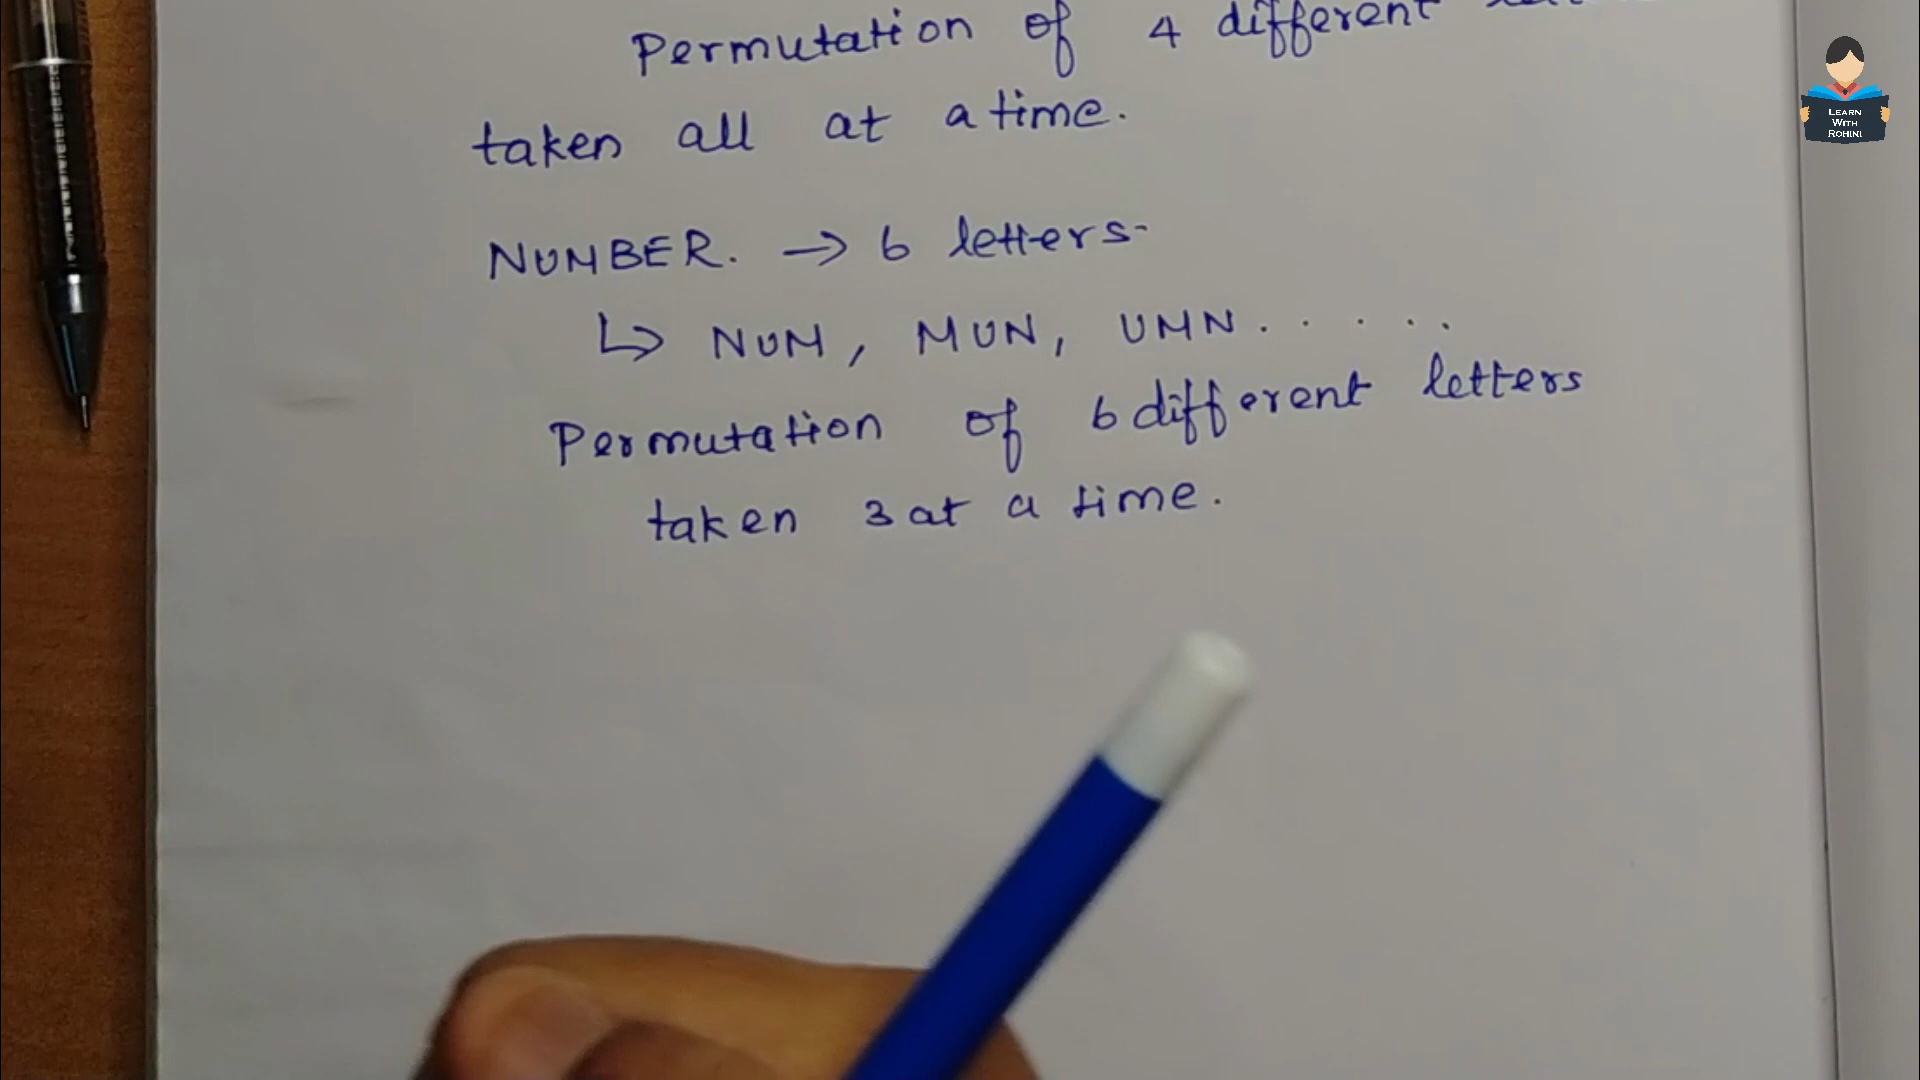 Permutation of 4 different
taken all at a time.
NUMBER. → 6 letters.
↳ NUM, MUN, UMN......
Permutation of 6 different letters
taken 3 at a time.
LEARN
WITH
ROHINI